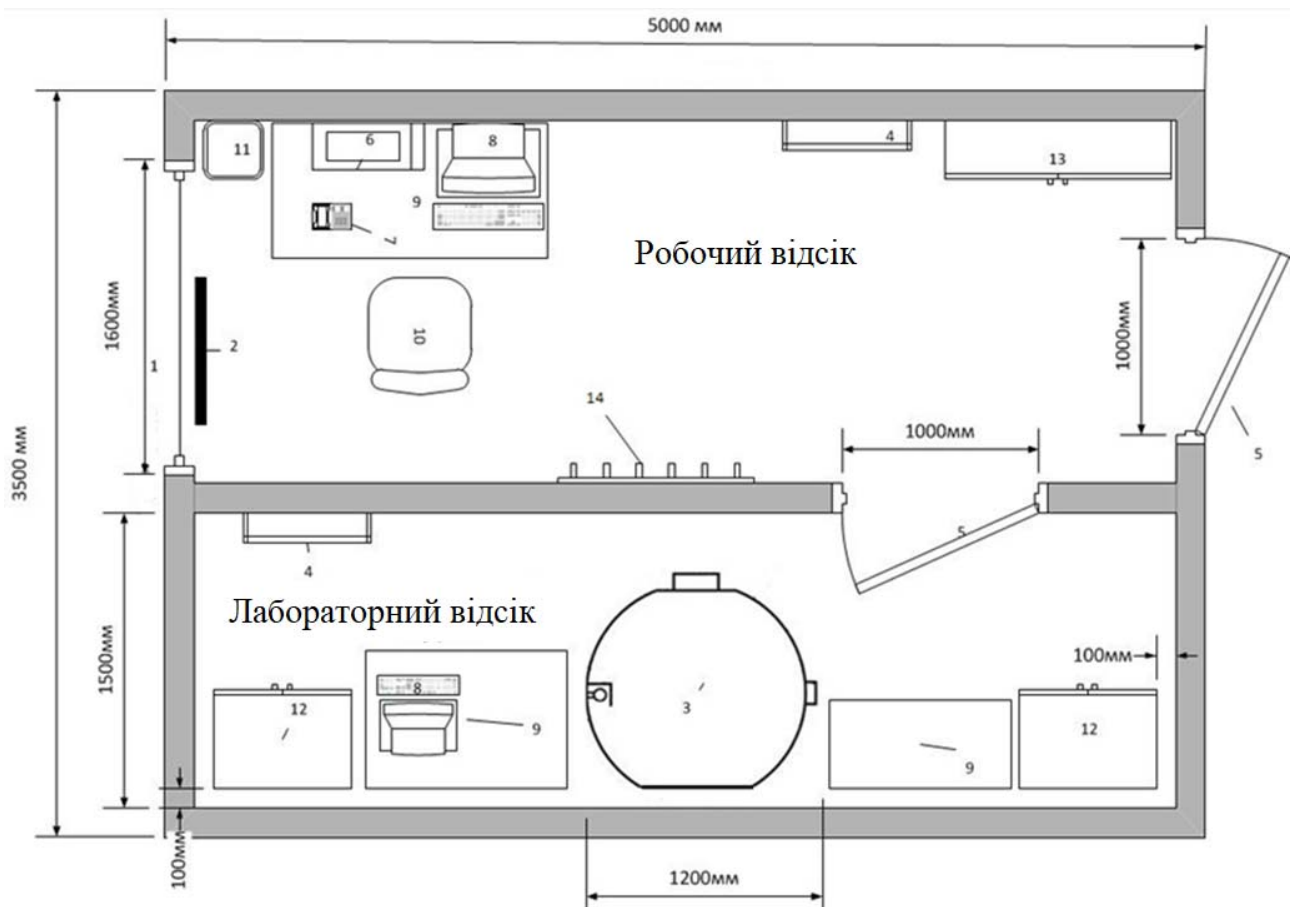 5000 мм
11
6
8
4
13
9
7
Робочий відсік
1600мм
1
2
10
1000мм
5
3500 мм
14
1000мм
5
4
Лабораторний відсік
1500мм
100мм
8
12
3
9
12
9
100мм
1200мм